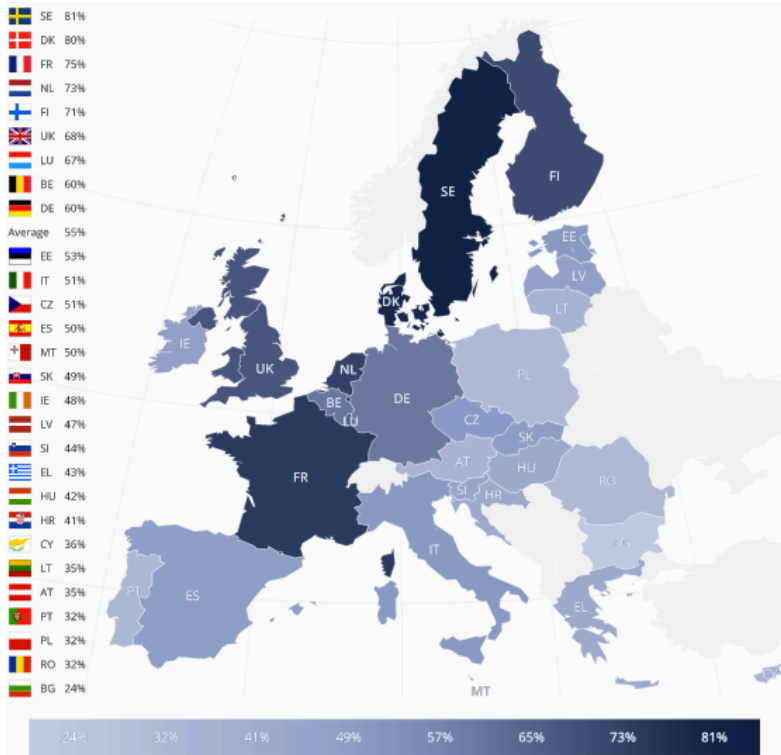 SE 81%
DK 80%
FR 75%
NL 73%
FI 71%
UK 68%
LU 67%
BE 60%
DE 60%
Average 55%
EE 53%
IT 51%
CZ 51%
ES 50%
MT 50%
SK 49%
IE 48%
LV 47%
SI 44%
EL 43%
HU 42%
HR 41%
CY 36%
LT 35%
AT 35%
PT 32%
PL 32%
RO 32%
BG 24%
FI
SE
EE
LV
LT
DK
IE
UK
NL
BE
LU
DE
PL
CZ
SK
AT
HU
SI
HR
RO
BG
FR
IT
PT
ES
EL
MT
CY
24% 32% 41% 49% 57% 65% 73% 81%